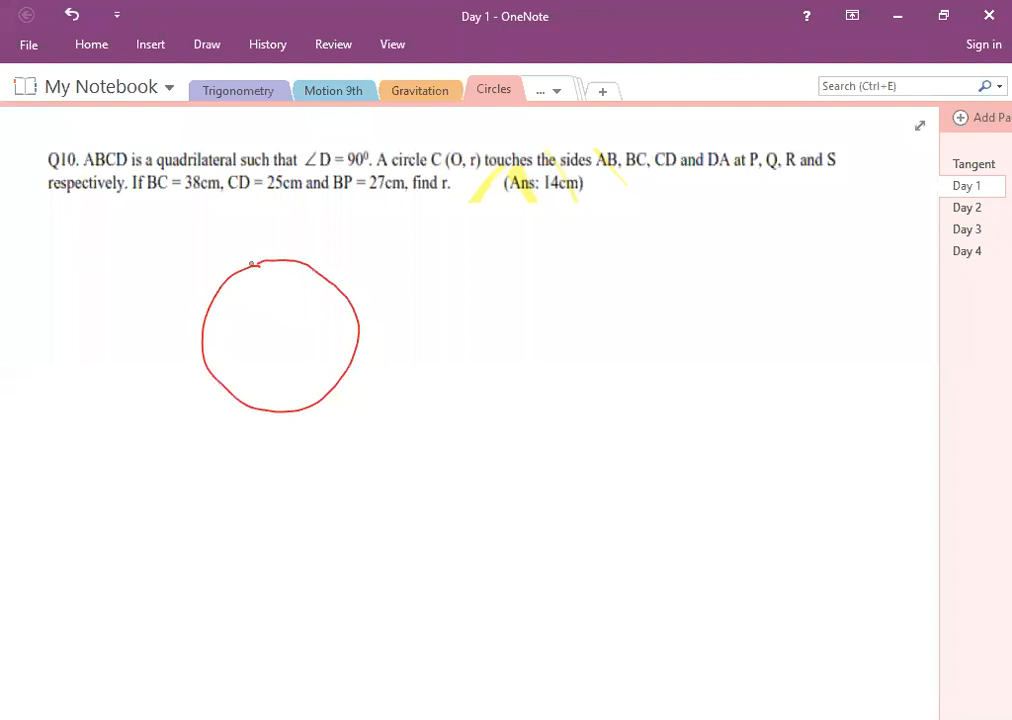 Day 1 - OneNote
?
File Home Insert Draw History Review View Sign in
My Notebook Trigonometry Motion 9th Gravitation Circles ... + Search (Ctrl+E)
Add Pa
Q10. ABCD is a quadrilateral such that ∠D = 90⁰. A circle C (O, r) touches the sides AB, BC, CD and DA at P, Q, R and S
respectively. If BC = 38cm, CD = 25cm and BP = 27cm, find r. (Ans: 14cm)
Tangent
Day 1
Day 2
Day 3
Day 4